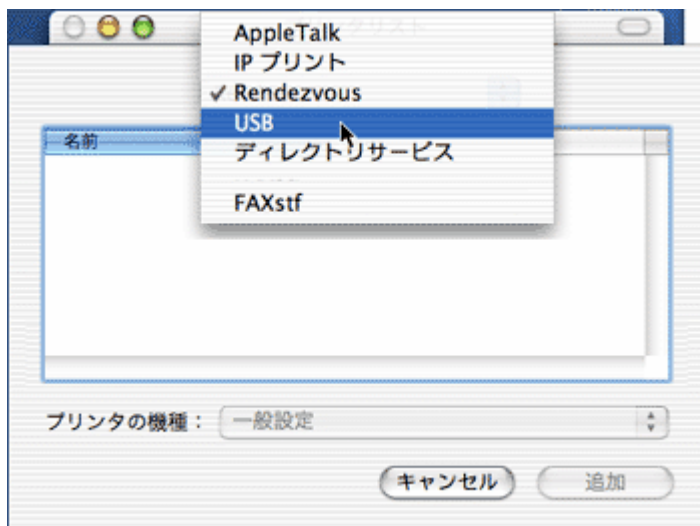 AppleTalk
IP プリント
Rendezvous
USB
ディレクトリサービス
FAXstf
名前
プリンタの機種：
一般設定
キャンセル
追加